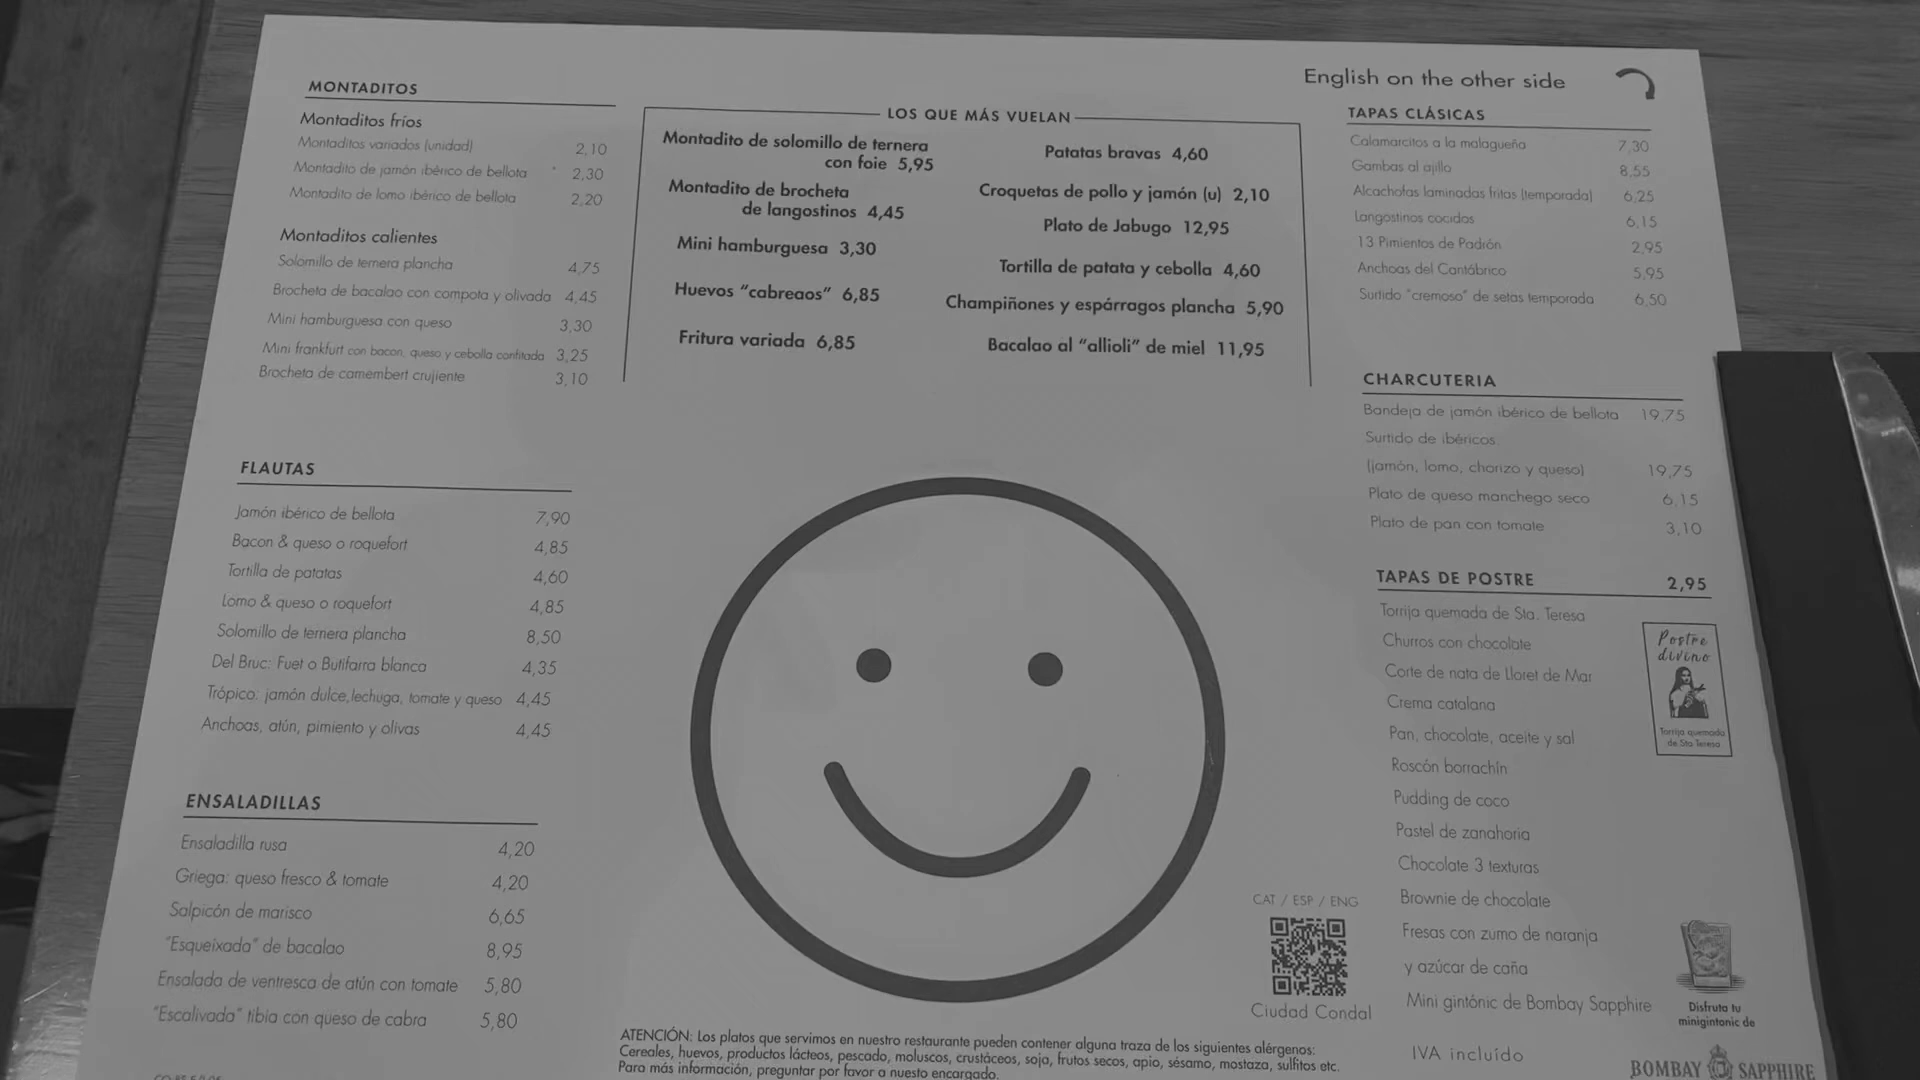 English on the other side
MONTADITOS
Montaditos fríos
Montaditos variados (unidad) 2,10
Montadito de jamón ibérico de bellota 2,30
Montadito de lomo ibérico de bellota 2,20
Montaditos calientes
Solomillo de ternera plancha 4,75
Brocheta de bacalao con compota y olivada 4,45
Mini hamburguesa con queso 3,30
Mini frankfurt con bacon, queso y cebolla confitada 3,25
Brocheta de camembert crujiente 3,10
FLAUTAS
Jamón ibérico de bellota 7,90
Bacon & queso o roquefort 4,85
Tortilla de patatas 4,60
Lomo & queso o roquefort 4,85
Solomillo de ternera plancha 8,50
Del Bruc: Fuet o Butifarra blanca 4,35
Trópico: jamón dulce,lechuga, tomate y queso 4,45
Anchoas, atún, pimiento y olivas 4,45
ENSALADILLAS
Ensaladilla rusa 4,20
Griega: queso fresco & tomate 4,20
Salpicón de marisco 6,65
"Esqueixada" de bacalao 8,95
Ensalada de ventresca de atún con tomate 5,80
"Escalivada" tibia con queso de cabra 5,80
LOS QUE MÁS VUELAN
Montadito de solomillo de ternera
con foie 5,95
Montadito de brocheta
de langostinos 4,45
Mini hamburguesa 3,30
Huevos "cabreaos" 6,85
Fritura variada 6,85
Patatas bravas 4,60
Croquetas de pollo y jamón (u) 2,10
Plato de Jabugo 12,95
Tortilla de patata y cebolla 4,60
Champiñones y espárragos plancha 5,90
Bacalao al "allioli" de miel 11,95
TAPAS CLÁSICAS
Calamarcitos a la malagueña 7,30
Gambas al ajillo 8,55
Alcachofas laminadas fritas (temporada) 6,25
Langostinos cocidos 6,15
13 Pimientos de Padrón 2,95
Anchoas del Cantábrico 5,95
Surtido "cremoso" de setas temporada 6,50
CHARCUTERIA
Bandeja de jamón ibérico de bellota 19,75
Surtido de ibéricos
(jamón, lomo, chorizo y queso) 19,75
Plato de queso manchego seco 6,15
Plato de pan con tomate 3,10
TAPAS DE POSTRE 2,95
Torrija quemada de Sta. Teresa
Churros con chocolate
Corte de nata de Lloret de Mar
Crema catalana
Pan, chocolate, aceite y sal
Roscón borrachín
Pudding de coco
Pastel de zanahoria
Chocolate 3 texturas
Brownie de chocolate
Fresas con zumo de naranja
y azúcar de caña
Mini gintónic de Bombay Sapphire
IVA incluído
Postre
divino
Torrija quemada
de Sta Teresa
Disfruta tu
minigintonic de
BOMBAY SAPPHIRE
CAT / ESP / ENG
Ciudad Condal
ATENCIÓN: Los platos que servimos en nuestro restaurante pueden contener alguna traza de los siguientes alérgenos:
Cereales, huevos, productos lácteos, pescado, moluscos, crustáceos, soja, frutos secos, apio, sésamo, mostaza, sulfitos etc.
Para más información, preguntar por favor a nuesto encargado.